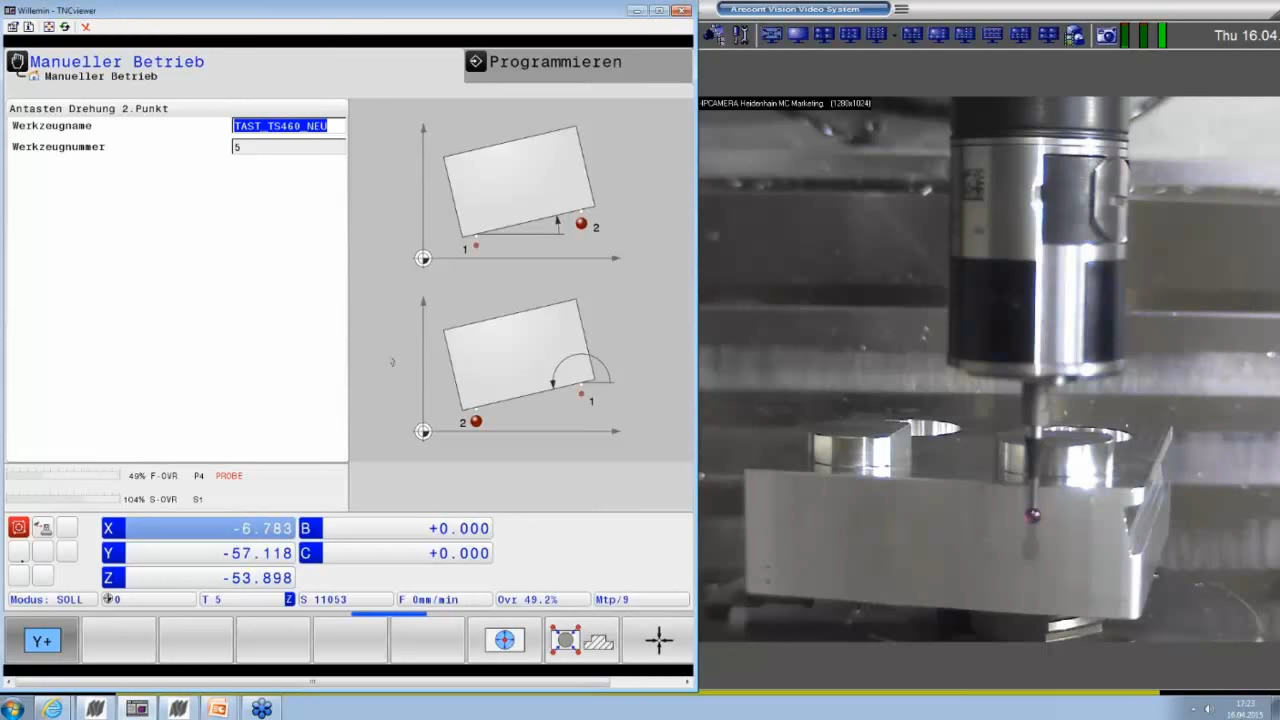 Willemin - TNCviewer
Arecont Vision Video System
Manueller Betrieb
Manueller Betrieb
Programmieren
Thu 16.04.
Antasten Drehung 2.Punkt
Werkzeugname TAST_TS460_NEU
Werkzeugnummer 5
HPCAMERA Heidenhain MC Marketing (1280x1024)
1
2
2
1
49% F-OVR P4 PROBE
104% S-OVR S1
X -6.783 B +0.000
Y -57.118 C +0.000
Z -53.898
Modus: SOLL 0 T 5 Z S 11053 F 0mm/min Ovr 49.2% Mtp/9
Y+
17:23
16.04.2015